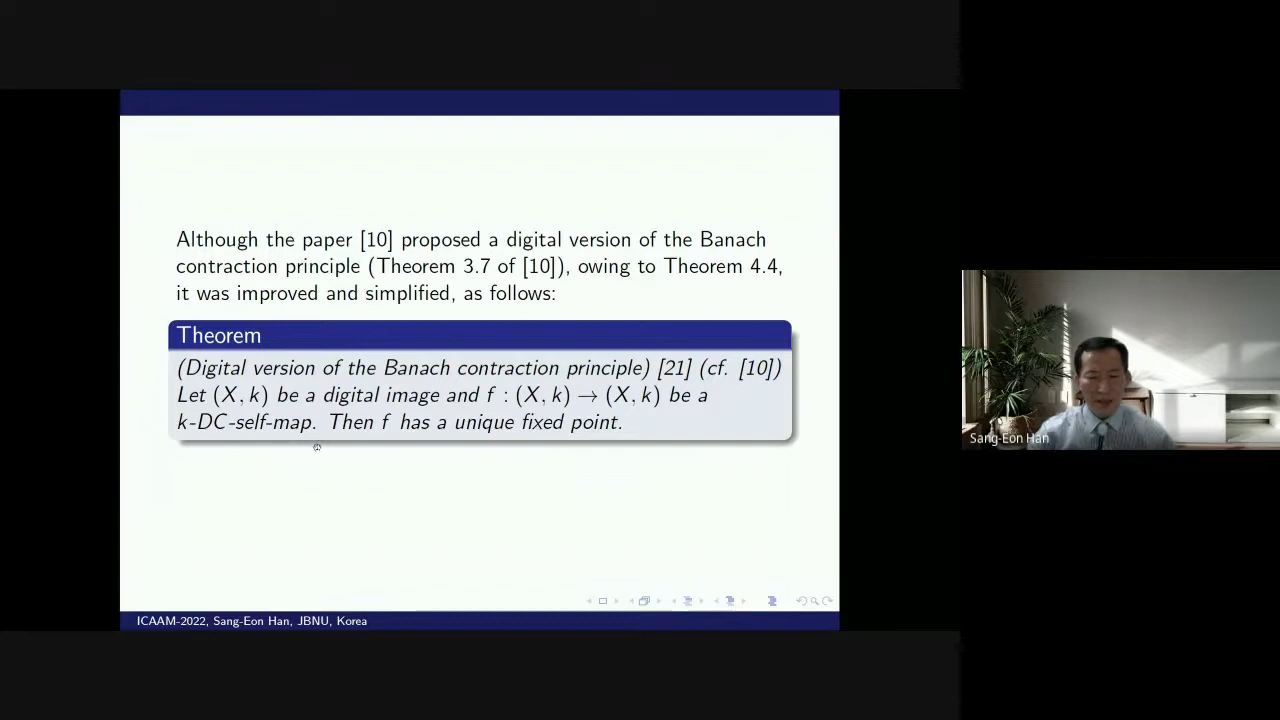 Although the paper [10] proposed a digital version of the Banach
contraction principle (Theorem 3.7 of [10]), owing to Theorem 4.4,
it was improved and simplified, as follows:
Theorem
(Digital version of the Banach contraction principle) [21] (cf. [10])
Let (X, k) be a digital image and f : (X, k) → (X, k) be a
k-DC-self-map. Then f has a unique fixed point.
Sang-Eon Han
ICAAM-2022, Sang-Eon Han, JBNU, Korea